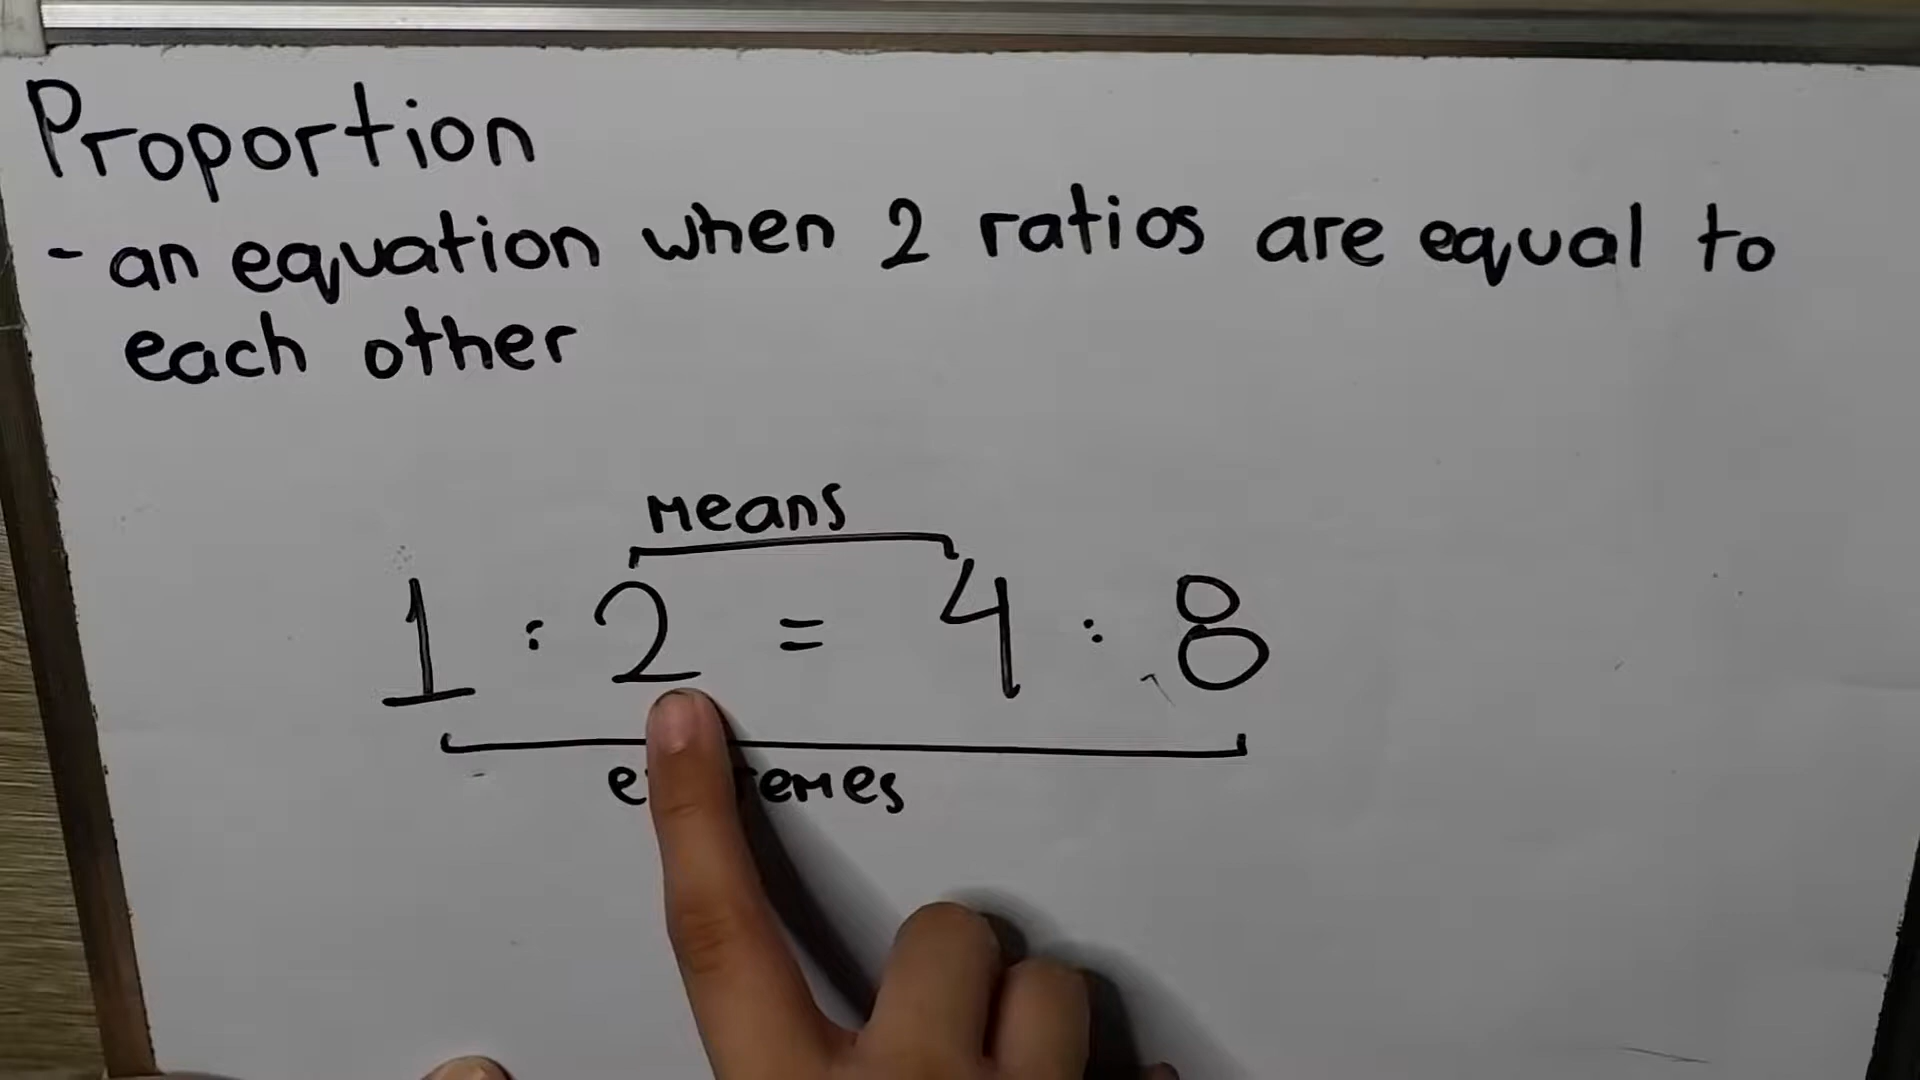 Proportion
- an equation when 2 ratios are equal to
each other
means
1 : 2 = 4 : 8